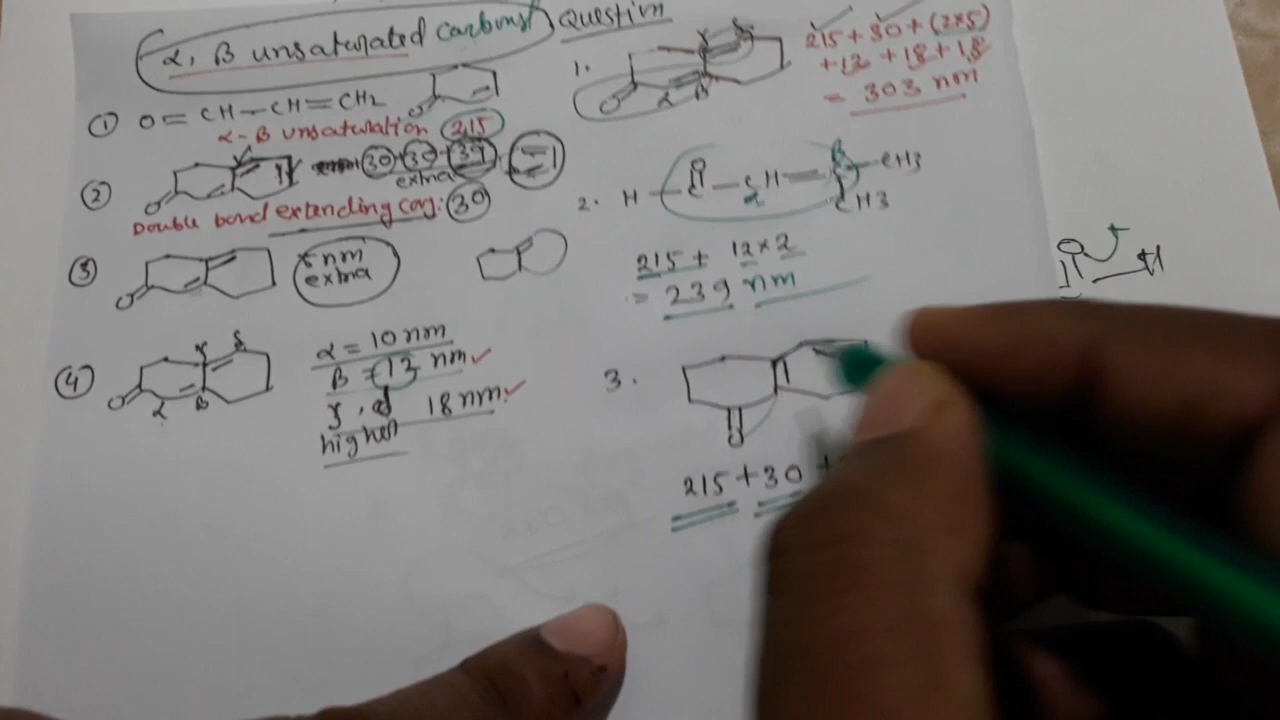 α, β unsaturated carbonyl Question
① O = CH - CH = CH2
O
α-β unsaturation 215
② 30 30 39 = 1
extra
O
Double bond extending conj: 30
③ O 5 nm
extra
④ O α β γ δ
α = 10 nm
β = 13 nm ✓
γ, d 18 nm ✓
higher
1. O α β γ δ
215 + 30 + (2×5)
+ 12 + 18 + 18
= 303 nm
2. H - O - CH = β - CH3
α CH3
215 + 12 × 2
= 239 nm
3. O
215 + 30 +
O H